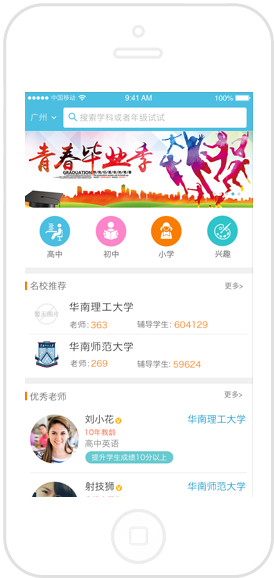 中国移动 9:41 AM 100%
广州 搜索学科或者年级试试
青春毕业季
GRADUATION
高中 初中 小学 兴趣
名校推荐 更多>
暂无图片
华南理工大学
老师: 363 辅导学生: 604129
华南师范大学
老师: 269 辅导学生: 59624
优秀老师 更多>
刘小花 华南理工大学
10年教龄
高中英语
提升学生成绩10分以上
射技狮 华南师范大学